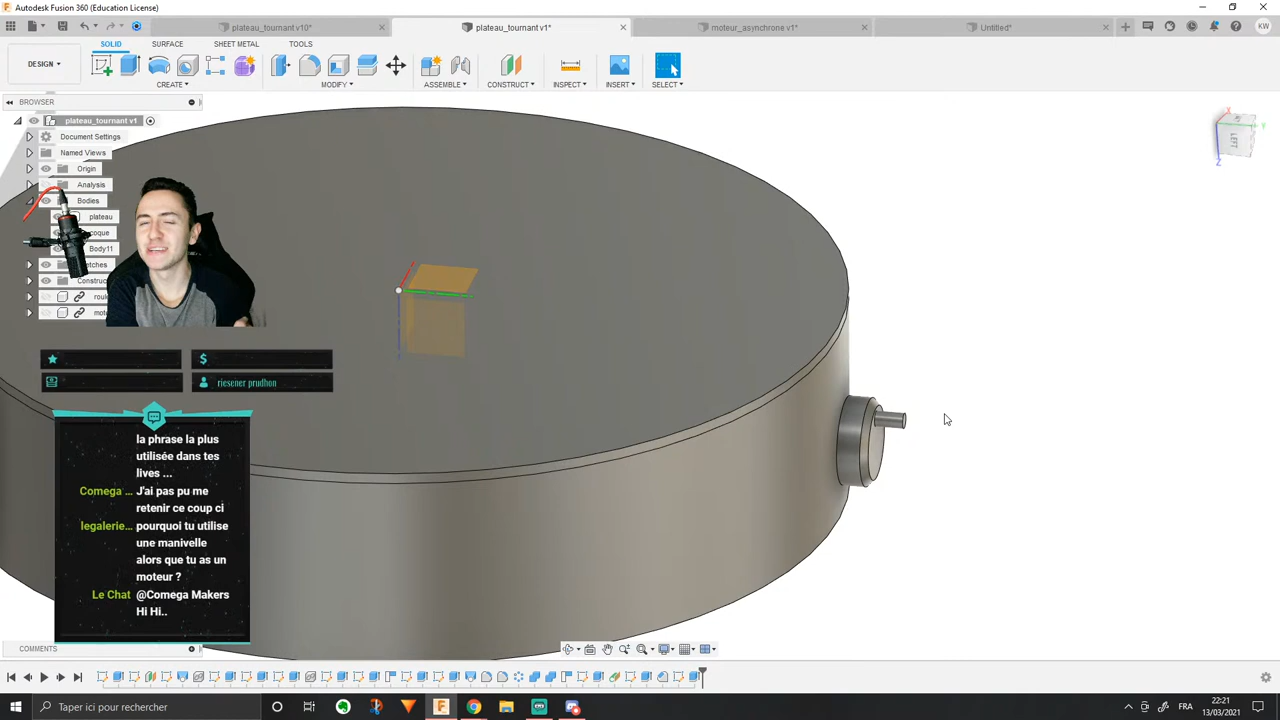 Autodesk Fusion 360 (Education License)
plateau_tournant v10*
plateau_tournant v1*
moteur_asynchrone v1*
Untitled*
KW
SOLID
SURFACE
SHEET METAL
TOOLS
DESIGN
CREATE
MODIFY
ASSEMBLE
CONSTRUCT
INSPECT
INSERT
SELECT
BROWSER
plateau_tournant v1
Document Settings
Named Views
Origin
Analysis
Bodies
plateau
coque
Body11
Construc
LEFT
X
Y
Z
$
riesener prudhon
la phrase la plus
utilisée dans tes
lives ...
Comega ... J'ai pas pu me
retenir ce coup ci
legalerie... pourquoi tu utilise
une manivelle
alors que tu as un
moteur ?
Le Chat @Comega Makers
Hi Hi..
COMMENTS
Taper ici pour rechercher
FRA
22:21
13/03/2021